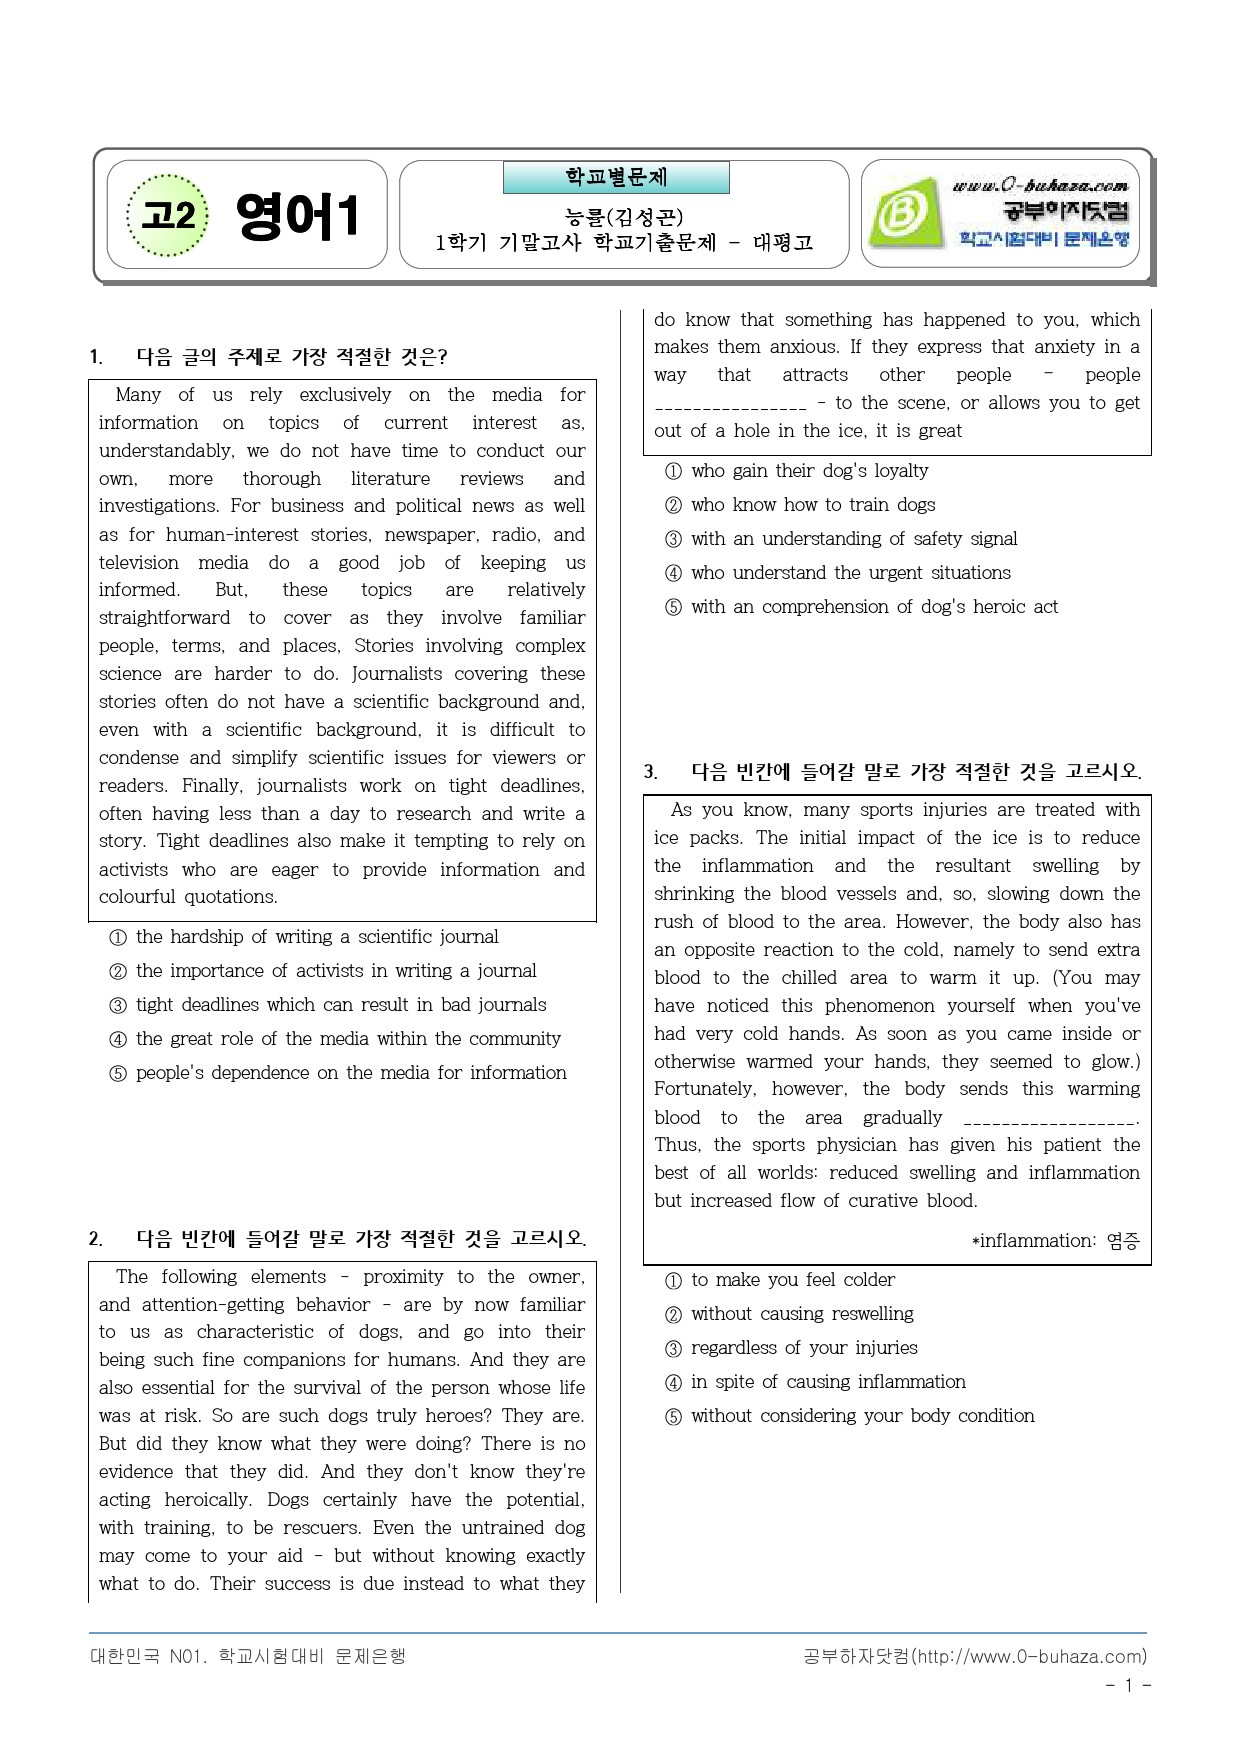 고2 영어1
학교별문제
능률(김성곤)
1학기 기말고사 학교기출문제 - 대평고
www.0-buhaza.com
공부하자닷컴
학교시험대비 문제은행
1. 다음 글의 주제로 가장 적절한 것은?
Many of us rely exclusively on the media for
information on topics of current interest as,
understandably, we do not have time to conduct our
own, more thorough literature reviews and
investigations. For business and political news as well
as for human-interest stories, newspaper, radio, and
television media do a good job of keeping us
informed. But, these topics are relatively
straightforward to cover as they involve familiar
people, terms, and places, Stories involving complex
science are harder to do. Journalists covering these
stories often do not have a scientific background and,
even with a scientific background, it is difficult to
condense and simplify scientific issues for viewers or
readers. Finally, journalists work on tight deadlines,
often having less than a day to research and write a
story. Tight deadlines also make it tempting to rely on
activists who are eager to provide information and
colourful quotations.
① the hardship of writing a scientific journal
② the importance of activists in writing a journal
③ tight deadlines which can result in bad journals
④ the great role of the media within the community
⑤ people's dependence on the media for information
2. 다음 빈칸에 들어갈 말로 가장 적절한 것을 고르시오.
The following elements - proximity to the owner,
and attention-getting behavior - are by now familiar
to us as characteristic of dogs, and go into their
being such fine companions for humans. And they are
also essential for the survival of the person whose life
was at risk. So are such dogs truly heroes? They are.
But did they know what they were doing? There is no
evidence that they did. And they don't know they're
acting heroically. Dogs certainly have the potential,
with training, to be rescuers. Even the untrained dog
may come to your aid - but without knowing exactly
what to do. Their success is due instead to what they
do know that something has happened to you, which
makes them anxious. If they express that anxiety in a
way that attracts other people - people
________________ - to the scene, or allows you to get
out of a hole in the ice, it is great
① who gain their dog's loyalty
② who know how to train dogs
③ with an understanding of safety signal
④ who understand the urgent situations
⑤ with an comprehension of dog's heroic act
3. 다음 빈칸에 들어갈 말로 가장 적절한 것을 고르시오.
As you know, many sports injuries are treated with
ice packs. The initial impact of the ice is to reduce
the inflammation and the resultant swelling by
shrinking the blood vessels and, so, slowing down the
rush of blood to the area. However, the body also has
an opposite reaction to the cold, namely to send extra
blood to the chilled area to warm it up. (You may
have noticed this phenomenon yourself when you've
had very cold hands. As soon as you came inside or
otherwise warmed your hands, they seemed to glow.)
Fortunately, however, the body sends this warming
blood to the area gradually __________________.
Thus, the sports physician has given his patient the
best of all worlds: reduced swelling and inflammation
but increased flow of curative blood.
*inflammation: 염증
① to make you feel colder
② without causing reswelling
③ regardless of your injuries
④ in spite of causing inflammation
⑤ without considering your body condition
대한민국 N01. 학교시험대비 문제은행
공부하자닷컴(http://www.0-buhaza.com)
- 1 -